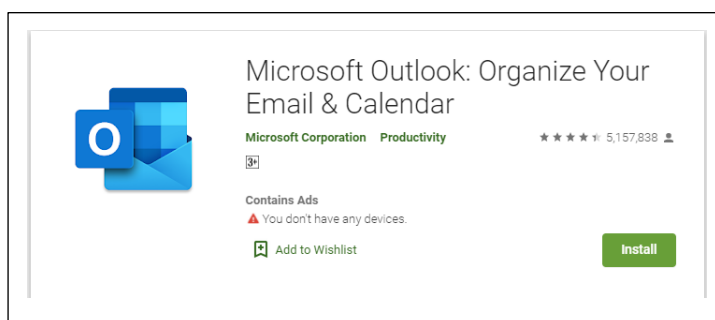 Microsoft Outlook: Organize Your
Email & Calendar
Microsoft Corporation Productivity 5,157,838
3+
Contains Ads
You don't have any devices.
Add to Wishlist
Install
O